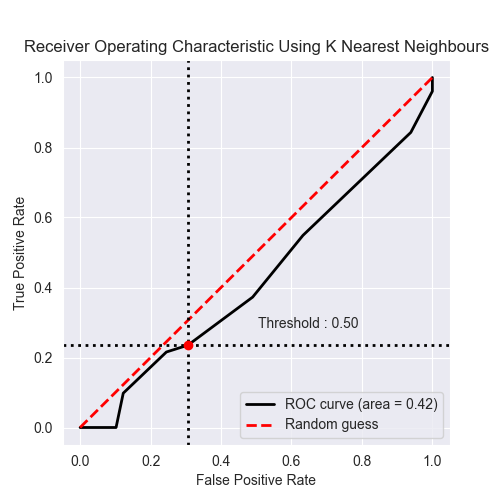 Receiver Operating Characteristic Using K Nearest Neighbours
1.0
0.8
0.6
0.4
0.2
0.0
True Positive Rate
Threshold : 0.50
ROC curve (area = 0.42)
Random guess
0.0 0.2 0.4 0.6 0.8 1.0
False Positive Rate